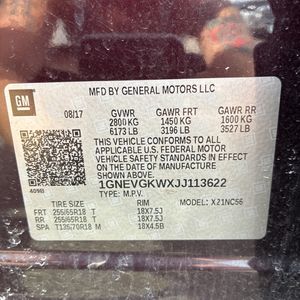 MFD BY GENERAL MOTORS LLC
GM
08/17 GVWR GAWR FRT GAWR RR
2800 KG 1450 KG 1600 KG
6173 LB 3196 LB 3527 LB
THIS VEHICLE CONFORMS TO ALL APPLICABLE
U.S. FEDERAL MOTOR VEHICLE SAFETY
STANDARDS IN EFFECT ON THE DATE OF
MANUFACTURE SHOWN ABOVE.
1GNEVGKWXJJ113622
TYPE: M.P.V. MODEL: X21NC56
TIRE SIZE RIM
FRT 255/65R18 T 18X7.5J
RR 255/65R18 T 18X7.5J
SPA T135/70R18 M 18X4.5B